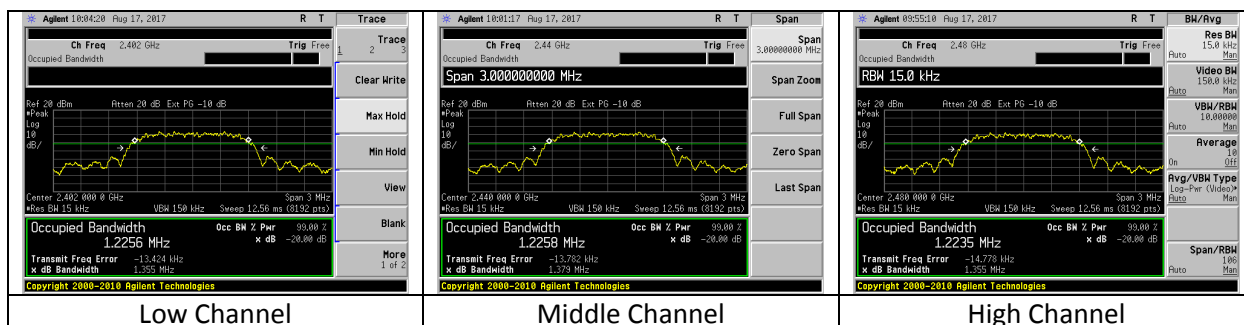 Agilent 10:04:20 Aug 17, 2017 R T Trace
Ch Freq 2.402 GHz Trig Free
Occupied Bandwidth
Trace
1 2 3
Clear Write
Max Hold
Min Hold
View
Blank
More
1 of 2
Ref 20 dBm Atten 20 dB Ext PG -10 dB
#Peak
Log
10
dB/
Center 2.402 000 0 GHz Span 3 MHz
#Res BW 15 kHz VBW 150 kHz Sweep 12.56 ms (8192 pts)
Occupied Bandwidth Occ BW % Pwr 99.00 %
1.2256 MHz x dB -20.00 dB
Transmit Freq Error -13.424 kHz
x dB Bandwidth 1.355 MHz
Copyright 2000-2010 Agilent Technologies
Low Channel
Agilent 10:01:17 Aug 17, 2017 R T Span
Ch Freq 2.44 GHz Trig Free
Occupied Bandwidth
Span 3.000000000 MHz
Span
3.00000000 MHz
Span Zoom
Full Span
Zero Span
Last Span
Ref 20 dBm Atten 20 dB Ext PG -10 dB
#Peak
Log
10
dB/
Center 2.440 000 0 GHz Span 3 MHz
#Res BW 15 kHz VBW 150 kHz Sweep 12.56 ms (8192 pts)
Occupied Bandwidth Occ BW % Pwr 99.00 %
1.2258 MHz x dB -20.00 dB
Transmit Freq Error -13.782 kHz
x dB Bandwidth 1.379 MHz
Copyright 2000-2010 Agilent Technologies
Middle Channel
Agilent 09:55:10 Aug 17, 2017 R T BW/Avg
Ch Freq 2.48 GHz Trig Free
Occupied Bandwidth
RBW 15.0 kHz
Res BW
15.0 kHz
Auto Man
Video BW
150.0 kHz
Auto Man
VBW/RBW
10.00000
Auto Man
Average
10
On Off
Avg/VBW Type
Log-Pwr (Video)
Auto Man
Span/RBW
106
Auto Man
Ref 20 dBm Atten 20 dB Ext PG -10 dB
#Peak
Log
10
dB/
Center 2.480 000 0 GHz Span 3 MHz
#Res BW 15 kHz VBW 150 kHz Sweep 12.56 ms (8192 pts)
Occupied Bandwidth Occ BW % Pwr 99.00 %
1.2235 MHz x dB -20.00 dB
Transmit Freq Error -14.778 kHz
x dB Bandwidth 1.355 MHz
Copyright 2000-2010 Agilent Technologies
High Channel